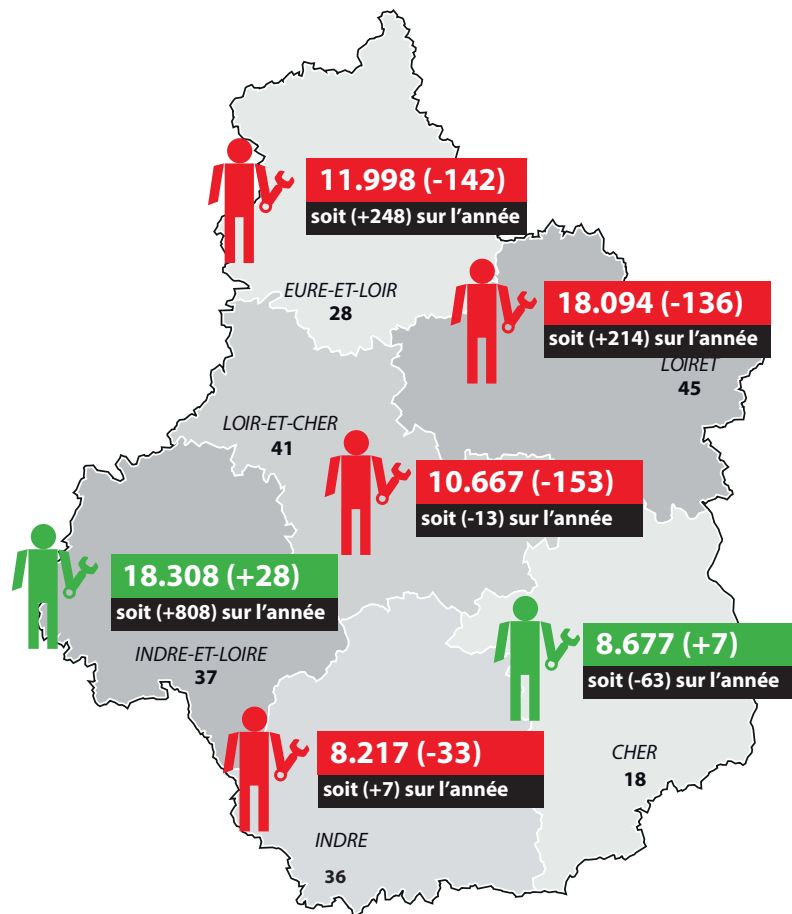 11.998 (-142)
soit (+248) sur l'année
EURE-ET-LOIR
28
18.094 (-136)
soit (+214) sur l'année
LOIRET
45
LOIR-ET-CHER
41
10.667 (-153)
soit (-13) sur l'année
18.308 (+28)
soit (+808) sur l'année
INDRE-ET-LOIRE
37
8.677 (+7)
soit (-63) sur l'année
CHER
18
8.217 (-33)
soit (+7) sur l'année
INDRE
36